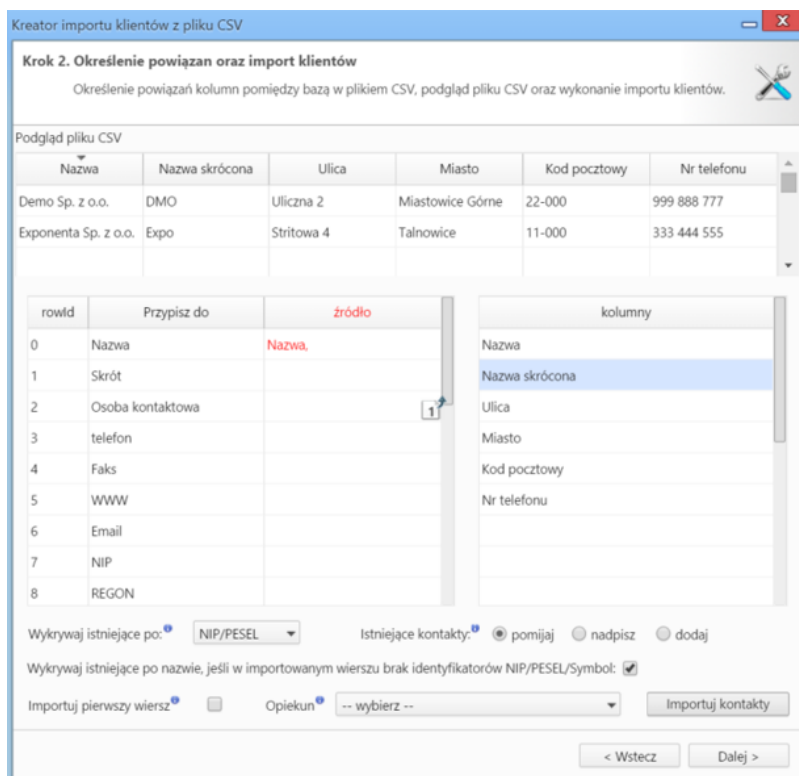 Kreator importu klientów z pliku CSV
Krok 2. Określenie powiązan oraz import klientów
Określenie powiązań kolumn pomiędzy bazą w plikiem CSV, podgląd pliku CSV oraz wykonanie importu klientów.
Podgląd pliku CSV
Nazwa Nazwa skrócona Ulica Miasto Kod pocztowy Nr telefonu
Demo Sp. z o.o. DMO Uliczna 2 Miastowice Górne 22-000 999 888 777
Exponenta Sp. z o.o. Expo Stritowa 4 Talnowice 11-000 333 444 555
rowId Przypisz do źródło kolumny
0 Nazwa Nazwa, Nazwa
1 Skrót Nazwa skrócona
2 Osoba kontaktowa 1 Ulica
3 telefon Miasto
4 Faks Kod pocztowy
5 WWW Nr telefonu
6 Email
7 NIP
8 REGON
Wykrywaj istniejące po: NIP/PESEL Istniejące kontakty: pomijaj nadpisz dodaj
Wykrywaj istniejące po nazwie, jeśli w importowanym wierszu brak identyfikatorów NIP/PESEL/Symbol:
Importuj pierwszy wiersz Opiekun -- wybierz -- Importuj kontakty
< Wstecz Dalej >